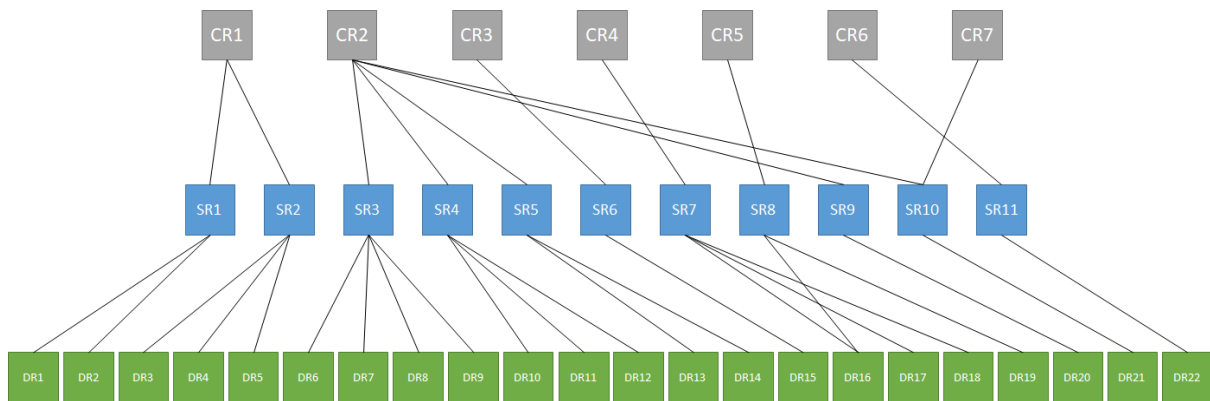 CR1 CR2 CR3 CR4 CR5 CR6 CR7
SR1 SR2 SR3 SR4 SR5 SR6 SR7 SR8 SR9 SR10 SR11
DR1 DR2 DR3 DR4 DR5 DR6 DR7 DR8 DR9 DR10 DR11 DR12 DR13 DR14 DR15 DR16 DR17 DR18 DR19 DR20 DR21 DR22